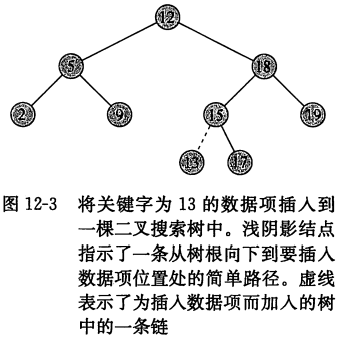 12
5 18
2 9 15 19
13 17
图 12-3 将关键字为 13 的数据项插入到
一棵二叉搜索树中。浅阴影结点
指示了一条从树根向下到要插入
数据项位置处的简单路径。虚线
表示了为插入数据项而加入的树
中的一条链